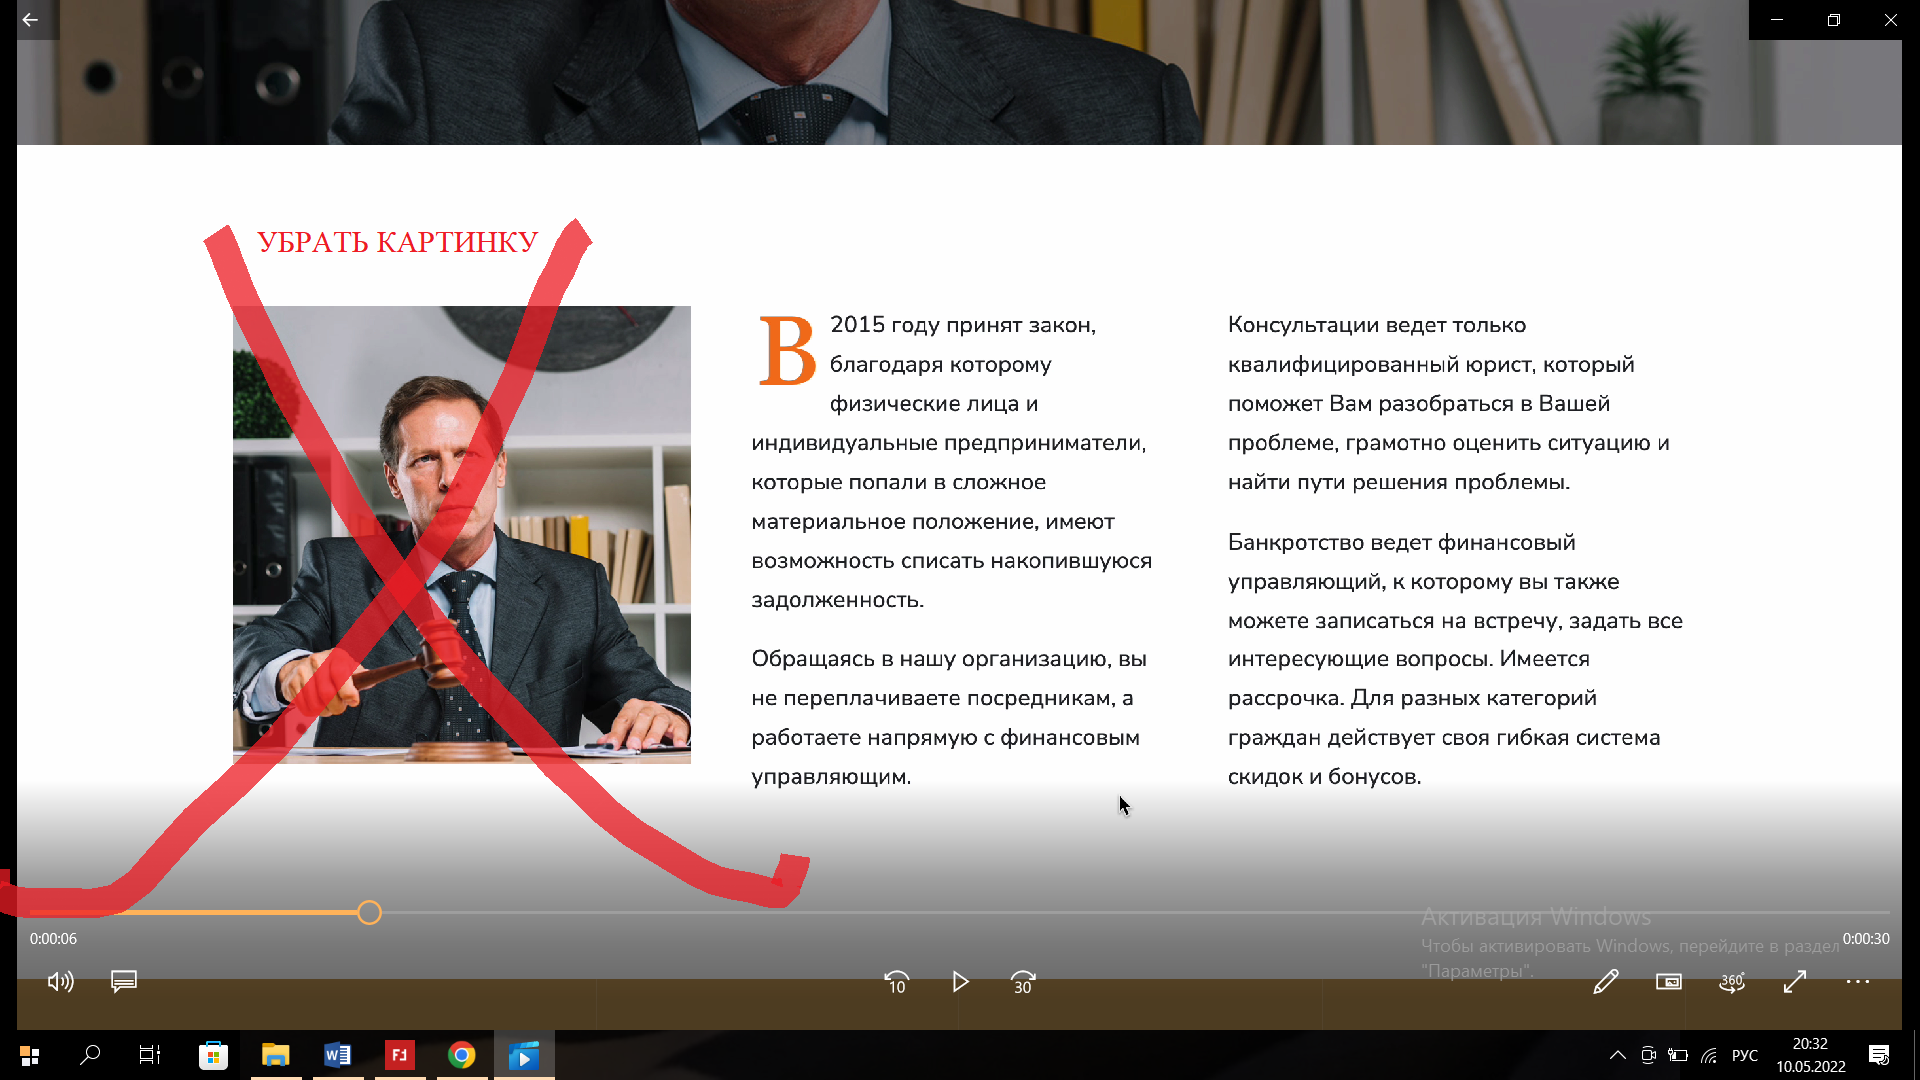 УБРАТЬ КАРТИНКУ
В 2015 году принят закон,
благодаря которому
физические лица и
индивидуальные предприниматели,
которые попали в сложное
материальное положение, имеют
возможность списать накопившуюся
задолженность.
Обращаясь в нашу организацию, вы
не переплачиваете посредникам, а
работаете напрямую с финансовым
управляющим.
Консультации ведет только
квалифицированный юрист, который
поможет Вам разобраться в Вашей
проблеме, грамотно оценить ситуацию и
найти пути решения проблемы.
Банкротство ведет финансовый
управляющий, к которому вы также
можете записаться на встречу, задать все
интересующие вопросы. Имеется
рассрочка. Для разных категорий
граждан действует своя гибкая система
скидок и бонусов.
Активация Windows
Чтобы активировать Windows, перейдите в раздел
"Параметры".
0:00:06
0:00:30
10
30
360°
W
РУС
20:32
10.05.2022